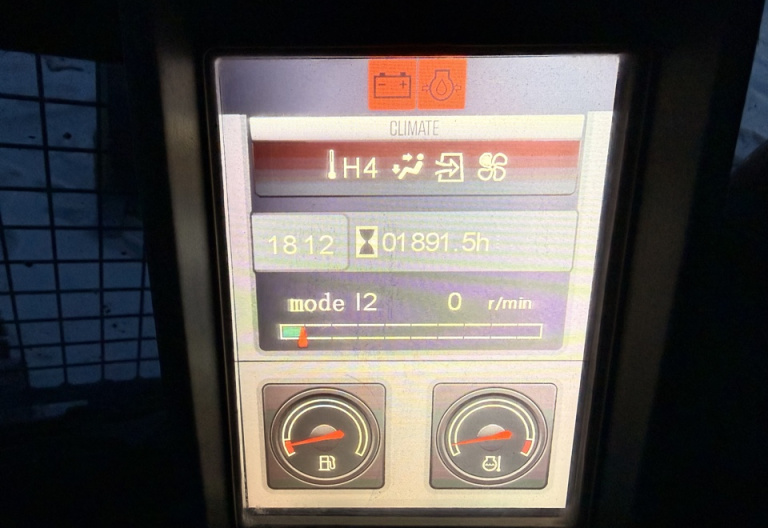 CLIMATE
H4
1812 01891.5h
mode I2 0 r/min